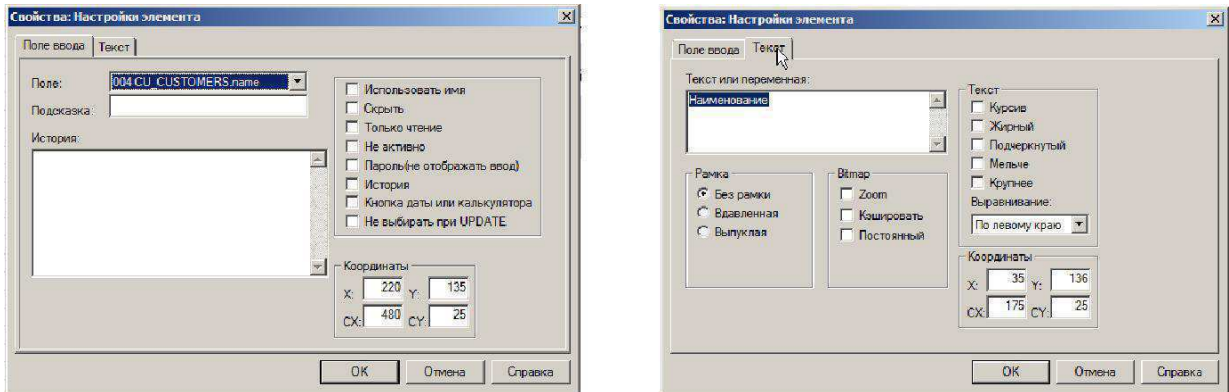 Свойства: Настройки элемента
Поле ввода
Текст
Поле:
004:CU_CUSTOMERS.name
Подсказка:
История:
Использовать имя
Скрыть
Только чтение
Не активно
Пароль(не отображать ввод)
История
Кнопка даты или калькулятора
Не выбирать при UPDATE
Координаты
X: 220 Y: 135
CX: 480 CY: 25
OK
Отмена
Справка
Свойства: Настройки элемента
Поле ввода
Текст
Текст или переменная:
Наименование
Рамка
Без рамки
Вдавленная
Выпуклая
Bitmap
Zoom
Кэшировать
Постоянный
Текст
Курсив
Жирный
Подчеркнутый
Мельче
Крупнее
Выравнивание:
По левому краю
Координаты
X: 35 Y: 136
CX: 175 CY: 25
OK
Отмена
Справка